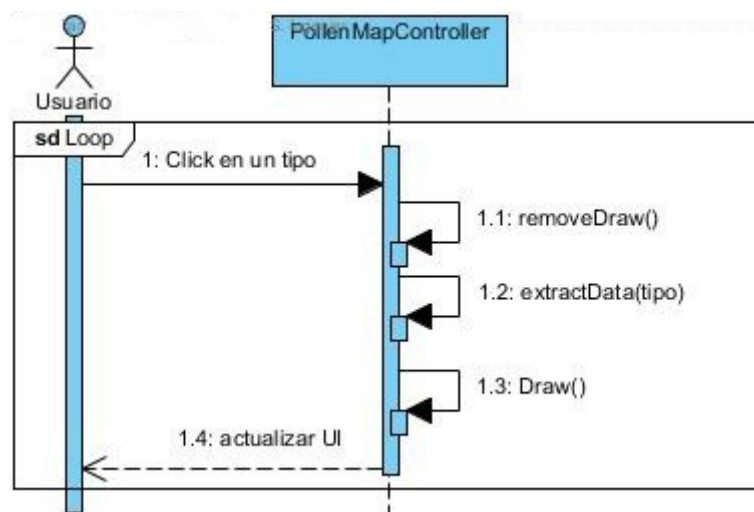 PollenMapController
Usuario
sd Loop
1: Click en un tipo
1.1: removeDraw()
1.2: extractData(tipo)
1.3: Draw()
1.4: actualizar UI